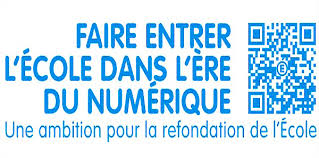 FAIRE ENTRER
L'ÉCOLE DANS L'ÈRE
DU NUMÉRIQUE
Une ambition pour la refondation de l'École